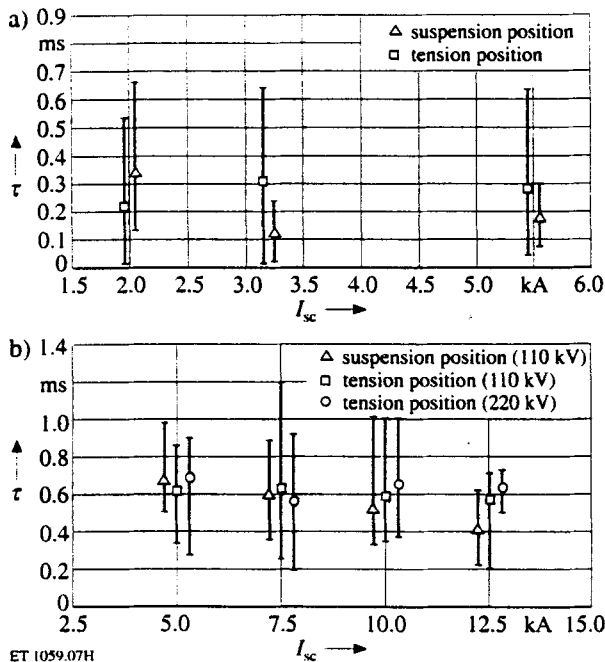 a)
ms
0.9
0.8
0.7
0.6
0.5
0.4
0.3
0.2
0.1
0
τ
△ suspension position
□ tension position
1.5 2.0 2.5 3.0 3.5 4.0 4.5 5.0 kA 6.0
I_sc
b)
1.4
ms
1.0
0.8
0.6
0.4
0.2
0
τ
△ suspension position (110 kV)
□ tension position (110 kV)
○ tension position (220 kV)
2.5 5.0 7.5 10.0 12.5 kA 15.0
I_sc
ET 1059.07H